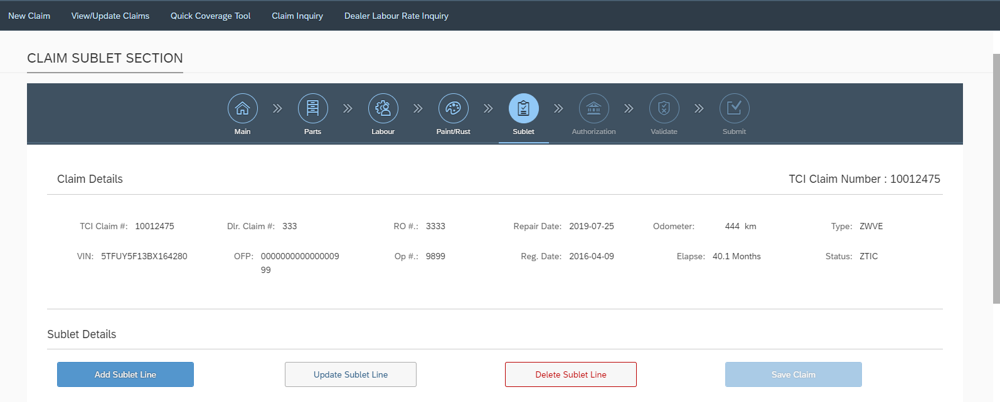 New Claim View/Update Claims Quick Coverage Tool Claim Inquiry Dealer Labour Rate Inquiry
CLAIM SUBLET SECTION
Main Parts Labour Paint/Rust Sublet Authorization Validate Submit
Claim Details TCI Claim Number : 10012475
TCI Claim #: 10012475 Dlr. Claim #: 333 RO #.: 3333 Repair Date: 2019-07-25 Odometer: 444 km Type: ZWVE
VIN: 5TFUY5F13BX164280 OFP: 0000000000000009 Op #.: 9899 Reg. Date: 2016-04-09 Elapse: 40.1 Months Status: ZTIC
99
Sublet Details
Add Sublet Line Update Sublet Line Delete Sublet Line Save Claim